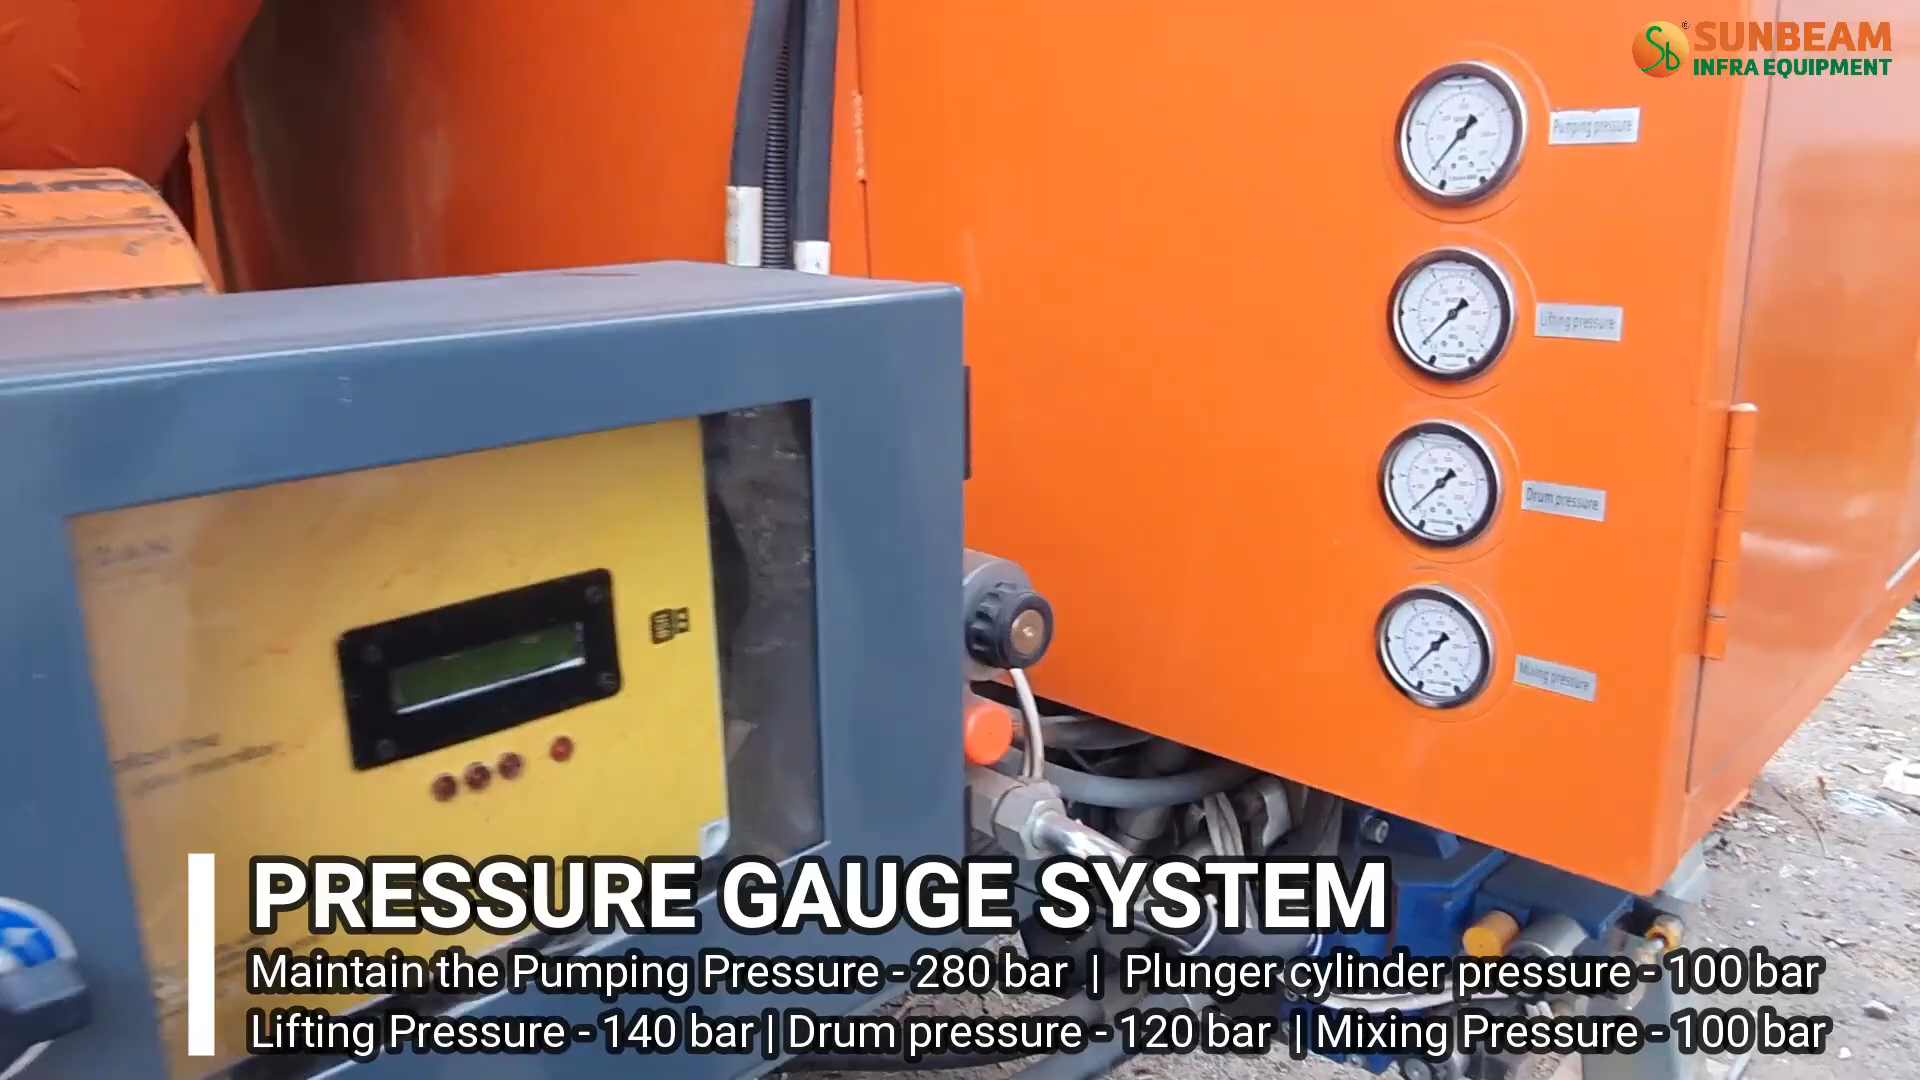 SUNBEAM
INFRA EQUIPMENT
Pumping pressure
Lifting pressure
Drum pressure
Mixing pressure
PRESSURE GAUGE SYSTEM
Maintain the Pumping Pressure - 280 bar | Plunger cylinder pressure - 100 bar
Lifting Pressure - 140 bar | Drum pressure - 120 bar | Mixing Pressure - 100 bar